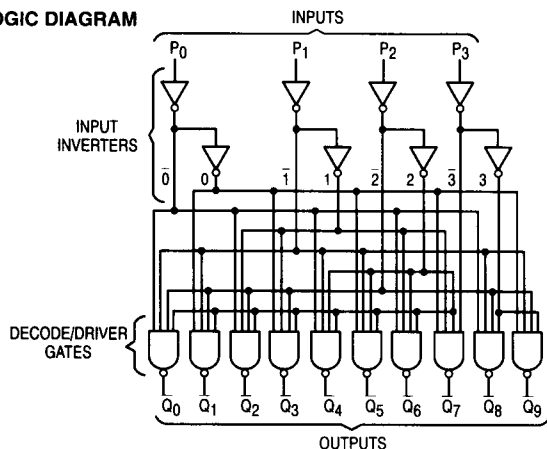 OGIC DIAGRAM
INPUTS
P0 P1 P2 P3
INPUT
INVERTERS
0̅ 0 1̅ 1 2̅ 2 3̅ 3
DECODE/DRIVER
GATES
Q̅0 Q̅1 Q̅2 Q̅3 Q̅4 Q̅5 Q̅6 Q̅7 Q̅8 Q̅9
OUTPUTS